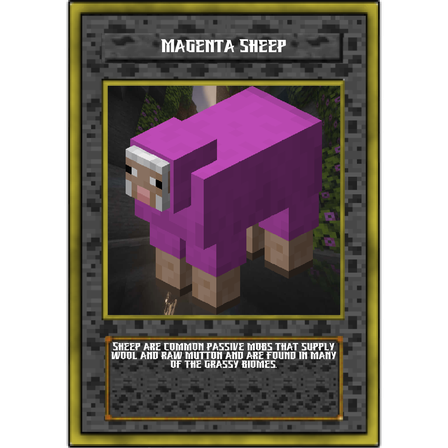 Magenta Sheep
Sheep are common passive mobs that supply
wool and raw mutton and are found in many
of the grassy biomes.